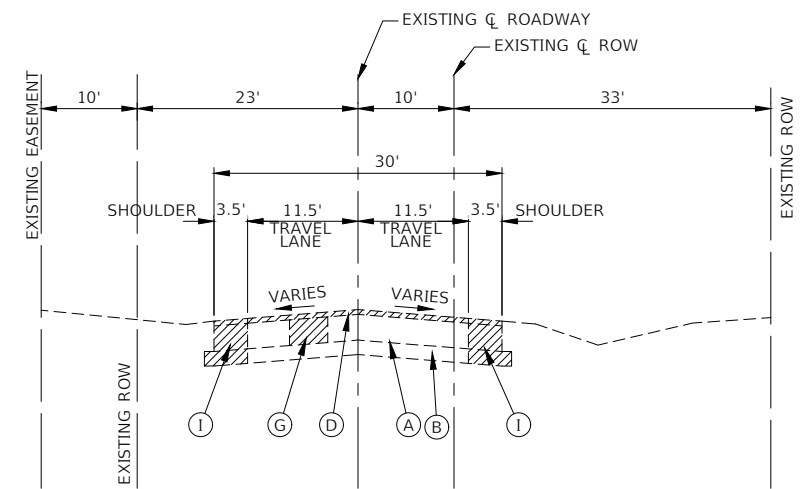 EXISTING ℄ ROADWAY
EXISTING ℄ ROW
10'
23'
10'
33'
EXISTING EASEMENT
EXISTING ROW
30'
SHOULDER
3.5'
11.5'
TRAVEL
LANE
11.5'
TRAVEL
LANE
3.5'
SHOULDER
VARIES
VARIES
EXISTING ROW
I
G
D
A
B
I